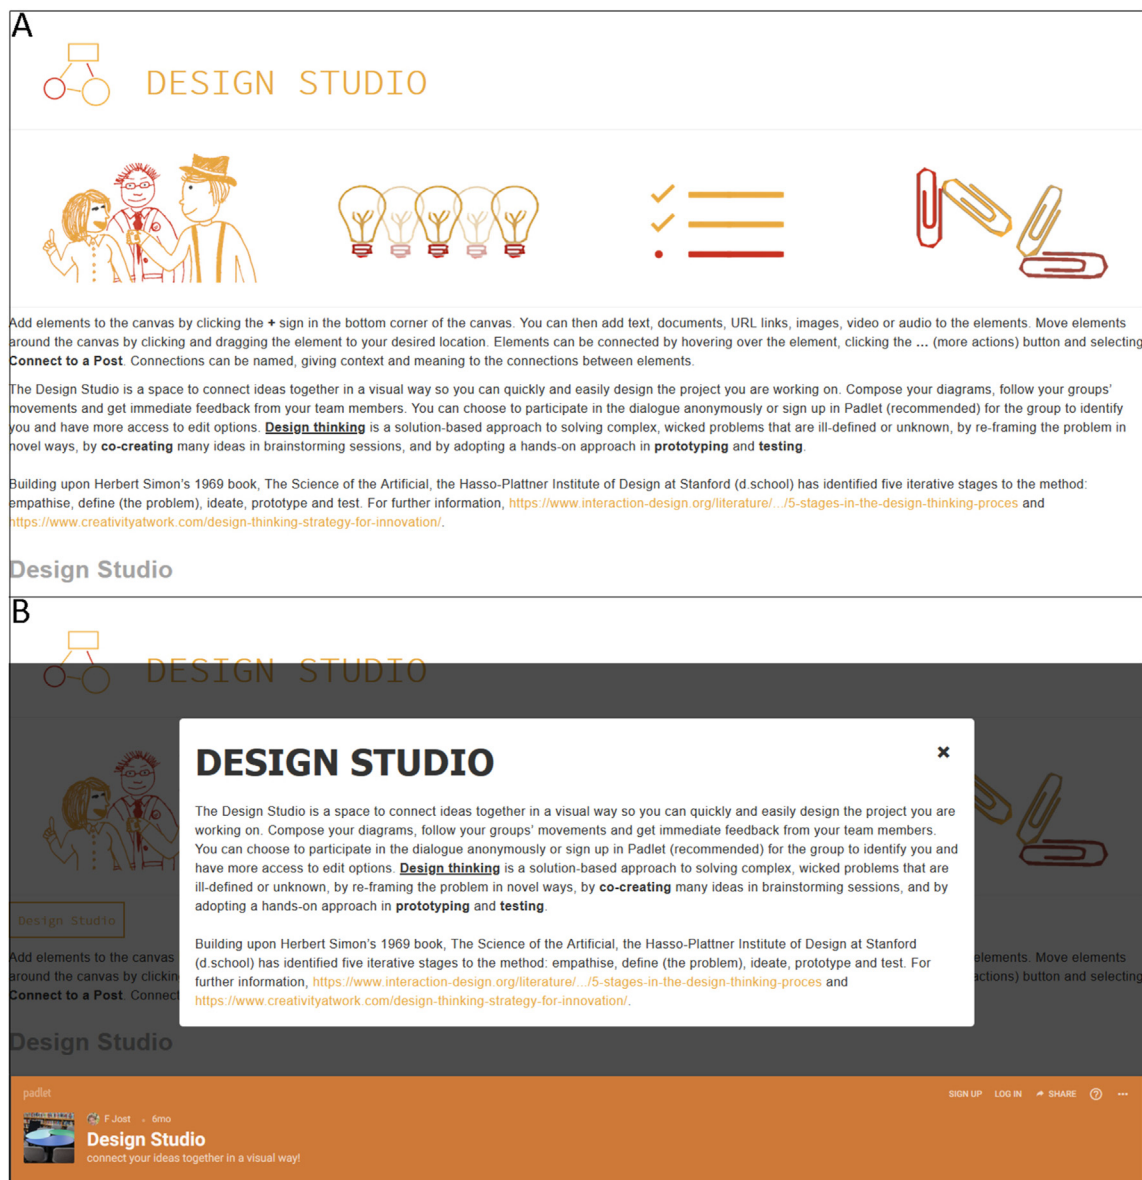 A
DESIGN STUDIO
Add elements to the canvas by clicking the + sign in the bottom corner of the canvas. You can then add text, documents, URL links, images, video or audio to the elements. Move elements
around the canvas by clicking and dragging the element to your desired location. Elements can be connected by hovering over the element, clicking the ... (more actions) button and selecting
Connect to a Post. Connections can be named, giving context and meaning to the connections between elements.
The Design Studio is a space to connect ideas together in a visual way so you can quickly and easily design the project you are working on. Compose your diagrams, follow your groups'
movements and get immediate feedback from your team members. You can choose to participate in the dialogue anonymously or sign up in Padlet (recommended) for the group to identify
you and have more access to edit options. Design thinking is a solution-based approach to solving complex, wicked problems that are ill-defined or unknown, by re-framing the problem in
novel ways, by co-creating many ideas in brainstorming sessions, and by adopting a hands-on approach in prototyping and testing.
Building upon Herbert Simon's 1969 book, The Science of the Artificial, the Hasso-Plattner Institute of Design at Stanford (d.school) has identified five iterative stages to the method:
empathise, define (the problem), ideate, prototype and test. For further information, https://www.interaction-design.org/literature/.../5-stages-in-the-design-thinking-proces and
https://www.creativityatwork.com/design-thinking-strategy-for-innovation/.
Design Studio
B
DESIGN STUDIO
DESIGN STUDIO
×
The Design Studio is a space to connect ideas together in a visual way so you can quickly and easily design the project you are
working on. Compose your diagrams, follow your groups' movements and get immediate feedback from your team members.
You can choose to participate in the dialogue anonymously or sign up in Padlet (recommended) for the group to identify you and
have more access to edit options. Design thinking is a solution-based approach to solving complex, wicked problems that are
ill-defined or unknown, by re-framing the problem in novel ways, by co-creating many ideas in brainstorming sessions, and by
adopting a hands-on approach in prototyping and testing.
Building upon Herbert Simon's 1969 book, The Science of the Artificial, the Hasso-Plattner Institute of Design at Stanford
(d.school) has identified five iterative stages to the method: empathise, define (the problem), ideate, prototype and test. For
further information, https://www.interaction-design.org/literature/.../5-stages-in-the-design-thinking-proces and
https://www.creativityatwork.com/design-thinking-strategy-for-innovation/.
Design Studio
Add elements to the canvas elements. Move elements
around the canvas by clickin actions) button and selecting
Connect to a Post. Connect
Design Studio
padlet
SIGN UP LOG IN SHARE ? ...
F Jost . 6mo
Design Studio
connect your ideas together in a visual way!